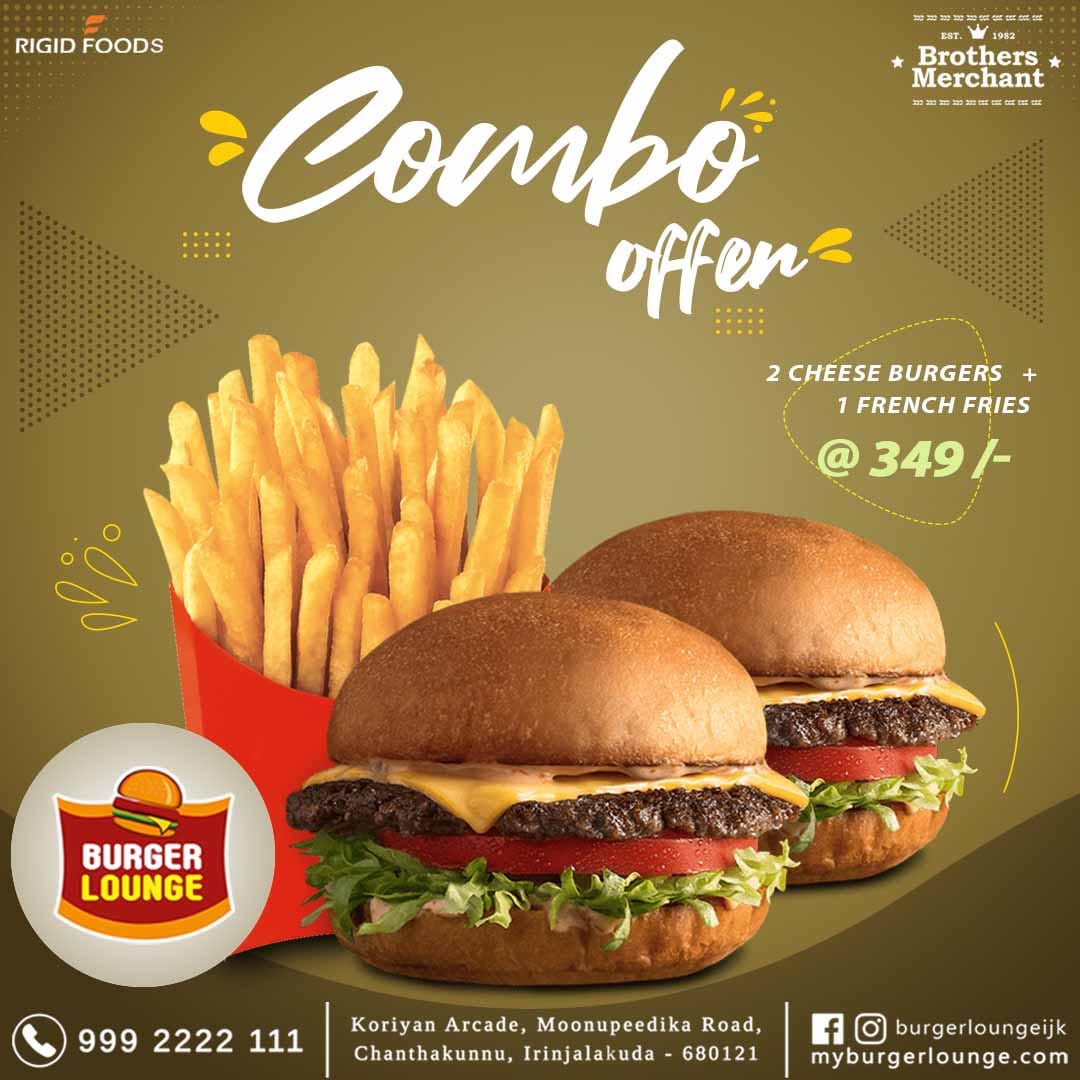 RIGID FOODS
EST. 1982
Brothers
Merchant
Combo
offer
2 CHEESE BURGERS +
1 FRENCH FRIES
@ 349 /-
BURGER
LOUNGE
999 2222 111
Koriyan Arcade, Moonupeedika Road,
Chanthakunnu, Irinjalakuda - 680121
burgerloungeijk
myburgerlounge.com